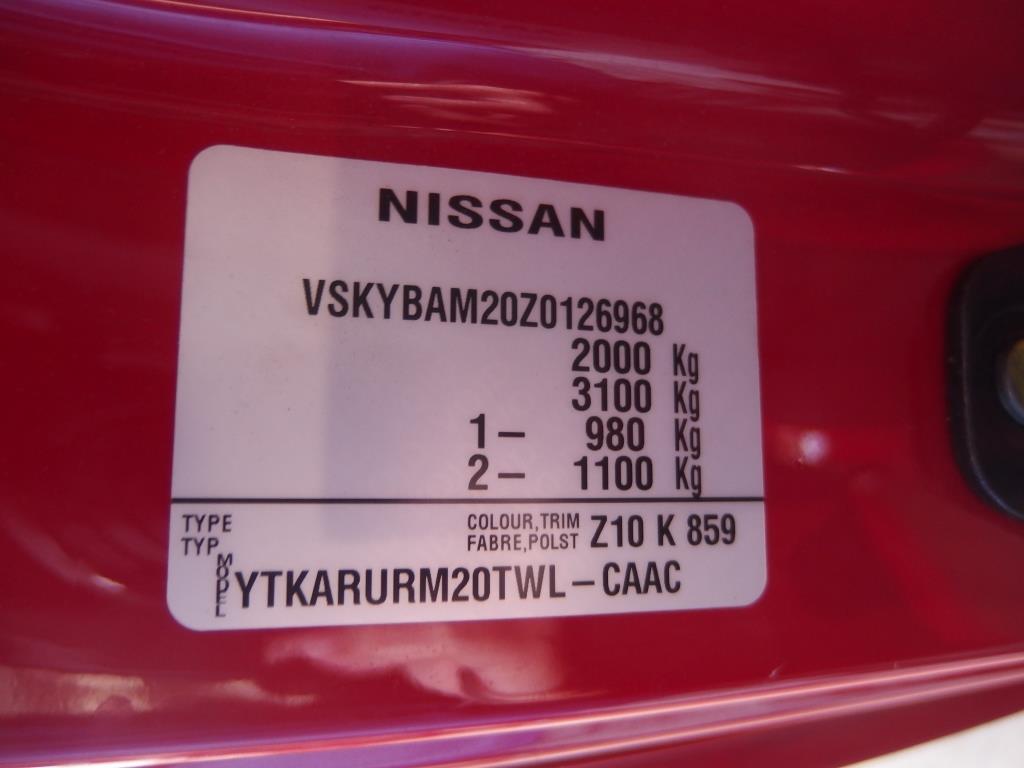 NISSAN
VSKYBAM20Z0126968
2000 Kg
3100 Kg
1- 980 Kg
2- 1100 Kg
TYPE
TYP
COLOUR,TRIM
FABRE,POLST
Z10 K 859
MODEL
YTKARURM20TWL-CAAC